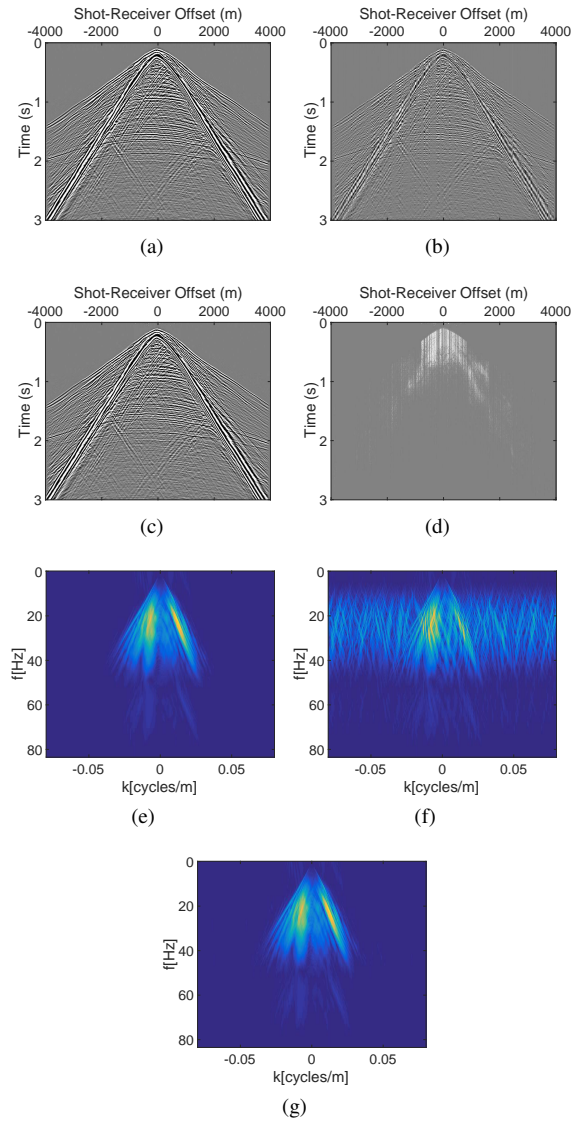 Shot-Receiver Offset (m) Shot-Receiver Offset (m)
-4000 -2000 0 2000 4000 -4000 -2000 0 2000 4000
0 0
1 1
Time (s) Time (s)
2 2
3 3
(a) (b)
Shot-Receiver Offset (m) Shot-Receiver Offset (m)
-4000 -2000 0 2000 4000 -4000 -2000 0 2000 4000
0 0
1 1
Time (s) Time (s)
2 2
3 3
(c) (d)
0 0
20 20
f[Hz] f[Hz]
40 40
60 60
80 80
-0.05 0 0.05 -0.05 0 0.05
k[cycles/m] k[cycles/m]
(e) (f)
0
20
f[Hz]
40
60
80
-0.05 0 0.05
k[cycles/m]
(g)